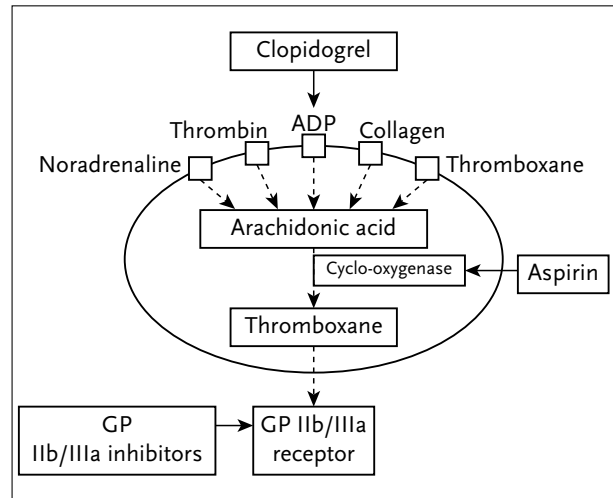 Clopidogrel
ADP
Thrombin
Collagen
Noradrenaline
Thromboxane
Arachidonic acid
Cyclo-oxygenase
Aspirin
Thromboxane
GP
IIb/IIIa inhibitors
GP IIb/IIIa
receptor